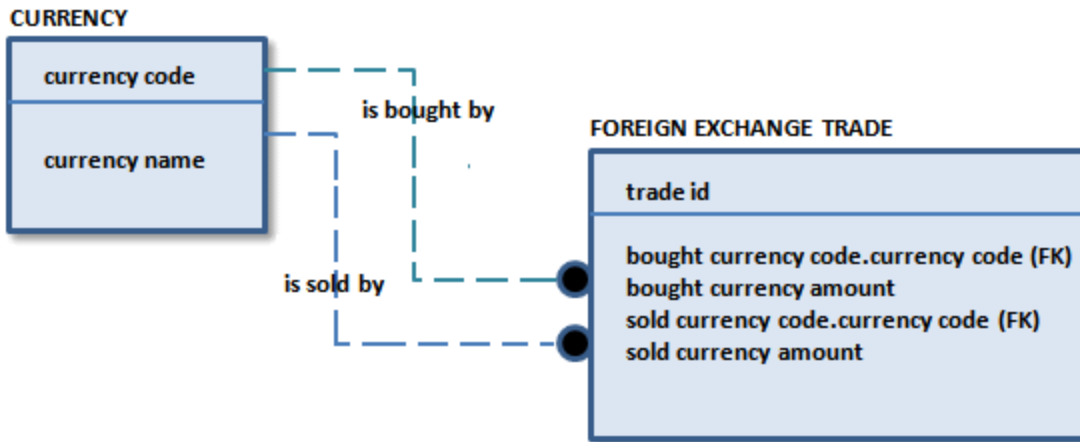 CURRENCY
currency code
currency name
is bought by
is sold by
FOREIGN EXCHANGE TRADE
trade id
bought currency code.currency code (FK)
bought currency amount
sold currency code.currency code (FK)
sold currency amount